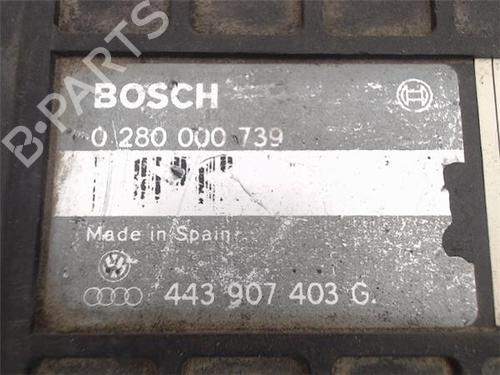 B-PARTS
BOSCH
0 280 000 739
Made in Spain
443 907 403 G.